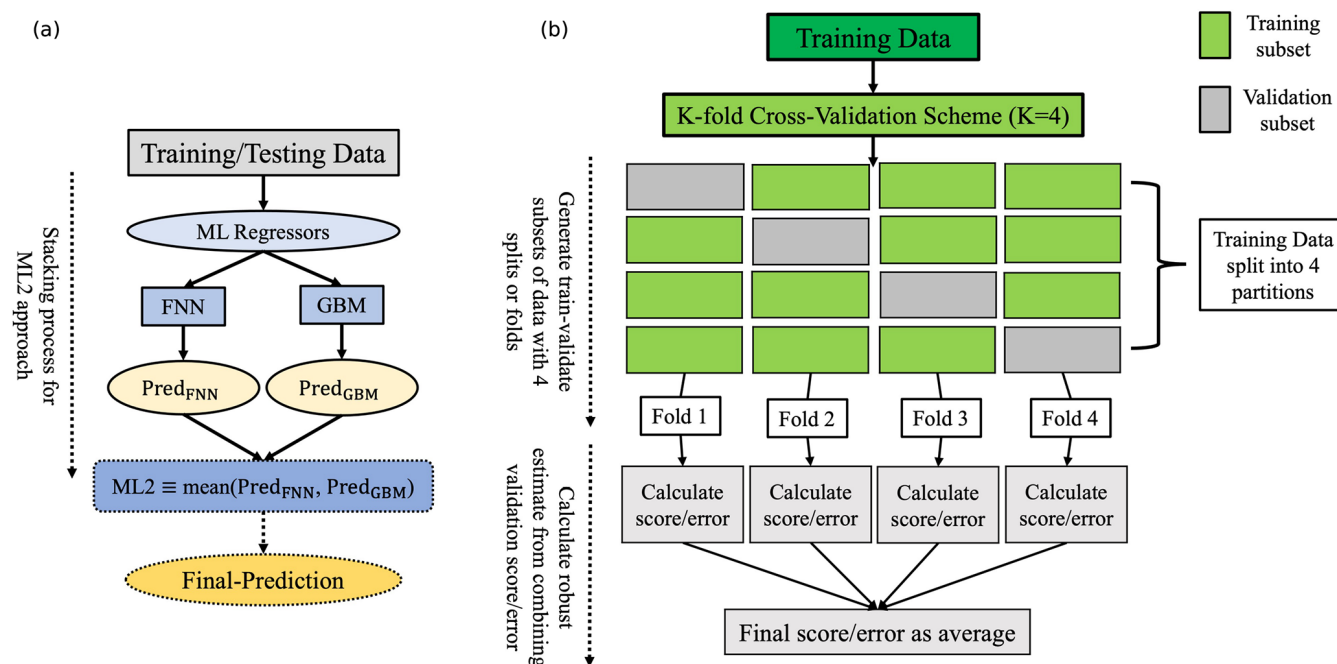 (a)
Training/Testing Data
ML Regressors
FNN
GBM
Pred_FNN
Pred_GBM
ML2 ≡ mean(Pred_FNN, Pred_GBM)
Final-Prediction
Stacking process for
ML2 approach
(b)
Training Data
K-fold Cross-Validation Scheme (K=4)
Training
subset
Validation
subset
Generate train-validate
subsets of data with 4
splits or folds
Training Data
split into 4
partitions
Fold 1
Fold 2
Fold 3
Fold 4
Calculate
score/error
Calculate
score/error
Calculate
score/error
Calculate
score/error
Calculate robust
estimate from combining
validation score/error
Final score/error as average